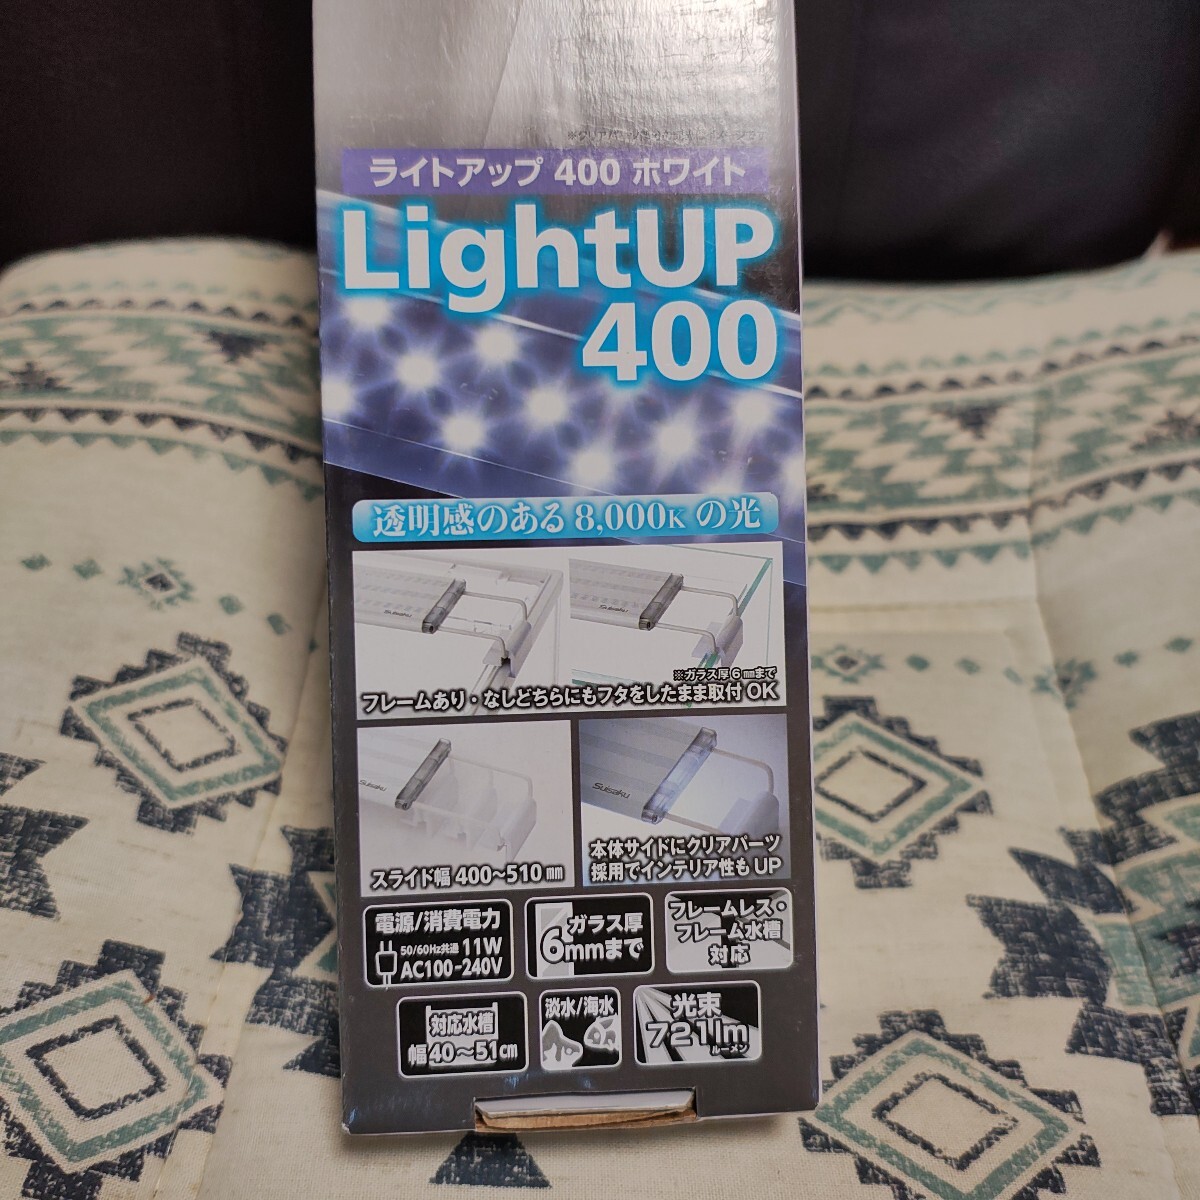 ライトアップ 400 ホワイト
LightUP
400
透明感のある 8,000K の光
Suisaku
Suisaku
※ガラス厚6㎜まで
フレームあり・なしどちらにもフタをしたまま取付 OK
Suisaku
スライド幅 400〜510㎜
本体サイドにクリアパーツ
採用でインテリア性も UP
電源/消費電力
50/60Hz共通 11W
AC100-240V
ガラス厚
6mmまで
フレームレス・
フレーム水槽
対応
対応水槽
幅40〜51㎝
淡水/海水
光束
721lm
ルーメン